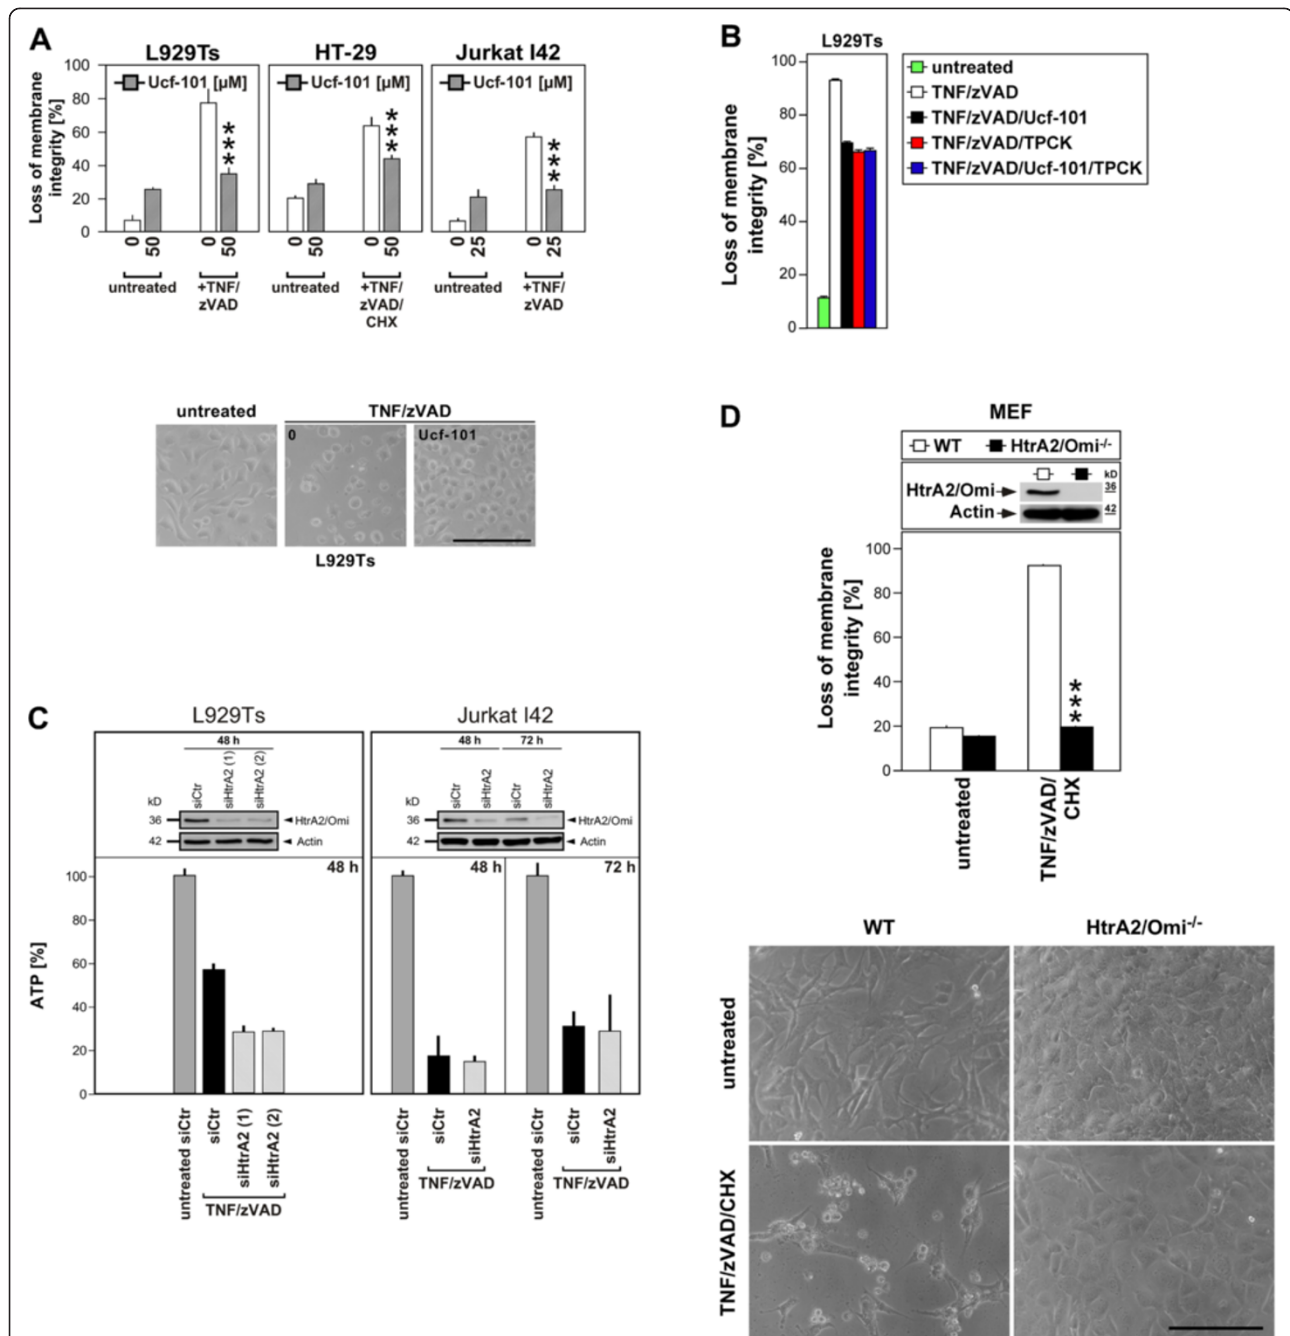 A
L929Ts
HT-29
Jurkat I42
Loss of membrane
integrity [%]
100
80
60
40
20
0
Ucf-101 [µM]
Ucf-101 [µM]
Ucf-101 [µM]
***
***
***
0
50
0
50
0
50
0
50
0
25
0
25
untreated
+TNF/
zVAD
untreated
+TNF/
zVAD/
CHX
untreated
+TNF/
zVAD
untreated
TNF/zVAD
0
Ucf-101
L929Ts
B
L929Ts
Loss of membrane
integrity [%]
100
80
60
40
20
0
untreated
TNF/zVAD
TNF/zVAD/Ucf-101
TNF/zVAD/TPCK
TNF/zVAD/Ucf-101/TPCK
C
L929Ts
Jurkat I42
48 h
siCtr
siHtrA2 (1)
siHtrA2 (2)
kD
36
HtrA2/Omi
42
Actin
48 h
72 h
siCtr
siHtrA2
siCtr
siHtrA2
kD
36
HtrA2/Omi
42
Actin
48 h
48 h
72 h
ATP [%]
100
80
60
40
20
0
untreated siCtr
siCtr
siHtrA2 (1)
siHtrA2 (2)
TNF/zVAD
untreated siCtr
siCtr
siHtrA2
TNF/zVAD
untreated siCtr
siCtr
siHtrA2
TNF/zVAD
D
MEF
WT
HtrA2/Omi-/-
kD
HtrA2/Omi
36
Actin
42
Loss of membrane
integrity [%]
100
80
60
40
20
0
***
untreated
TNF/zVAD/
CHX
WT
HtrA2/Omi-/-
untreated
TNF/zVAD/CHX